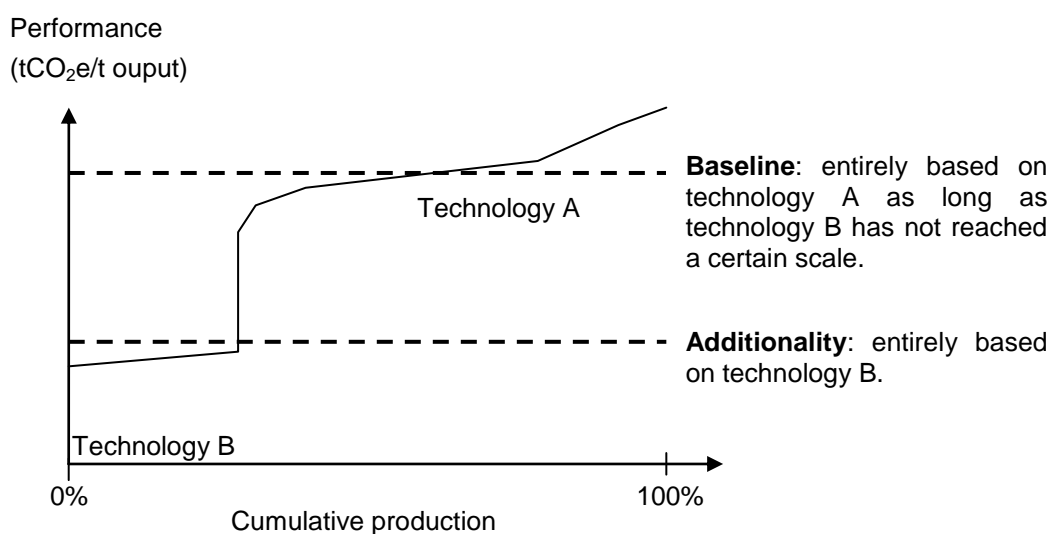 Performance
(tCO₂e/t ouput)
Baseline: entirely based on
technology A as long as
technology B has not reached
a certain scale.
Technology A
Additionality: entirely based
on technology B.
Technology B
0%
100%
Cumulative production